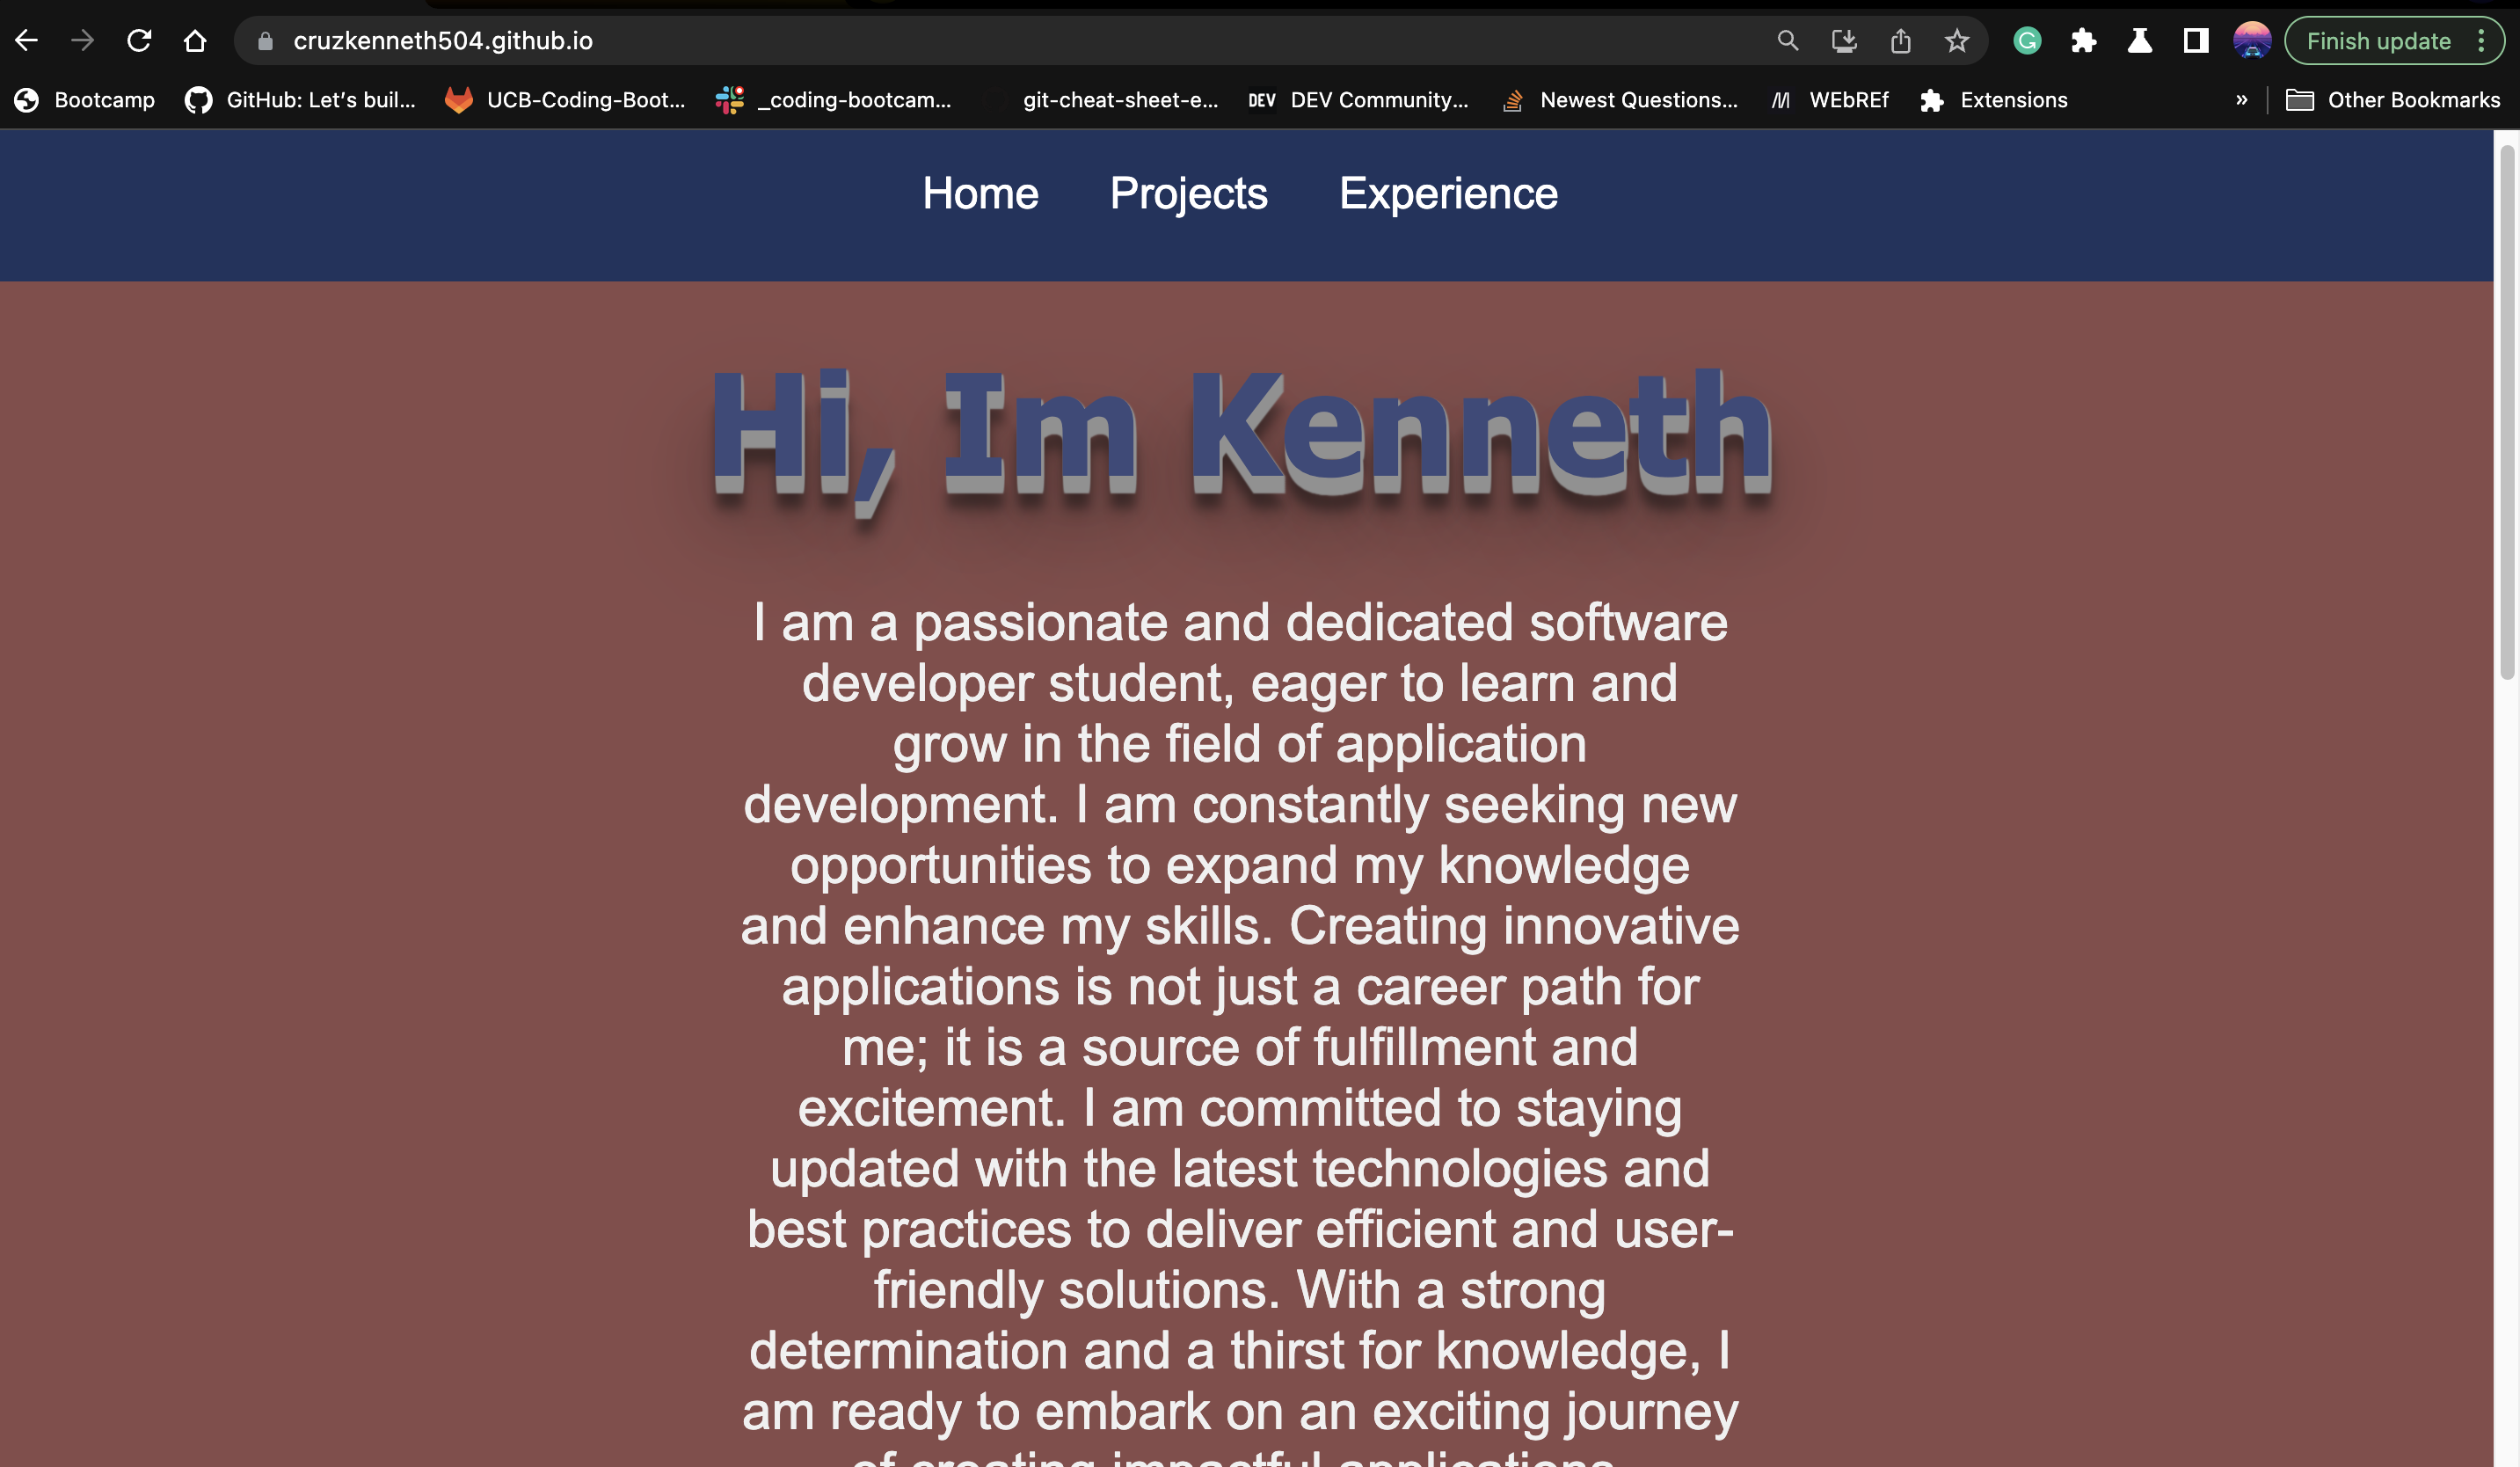 cruzkenneth504.github.io
Finish update
Bootcamp GitHub: Let's buil... UCB-Coding-Boot... _coding-bootcam... git-cheat-sheet-e... DEV DEV Community... Newest Questions... WEbREf Extensions » Other Bookmarks
Home Projects Experience
Hi, Im Kenneth
I am a passionate and dedicated software
developer student, eager to learn and
grow in the field of application
development. I am constantly seeking new
opportunities to expand my knowledge
and enhance my skills. Creating innovative
applications is not just a career path for
me; it is a source of fulfillment and
excitement. I am committed to staying
updated with the latest technologies and
best practices to deliver efficient and user-
friendly solutions. With a strong
determination and a thirst for knowledge, I
am ready to embark on an exciting journey
of creating impactful applications